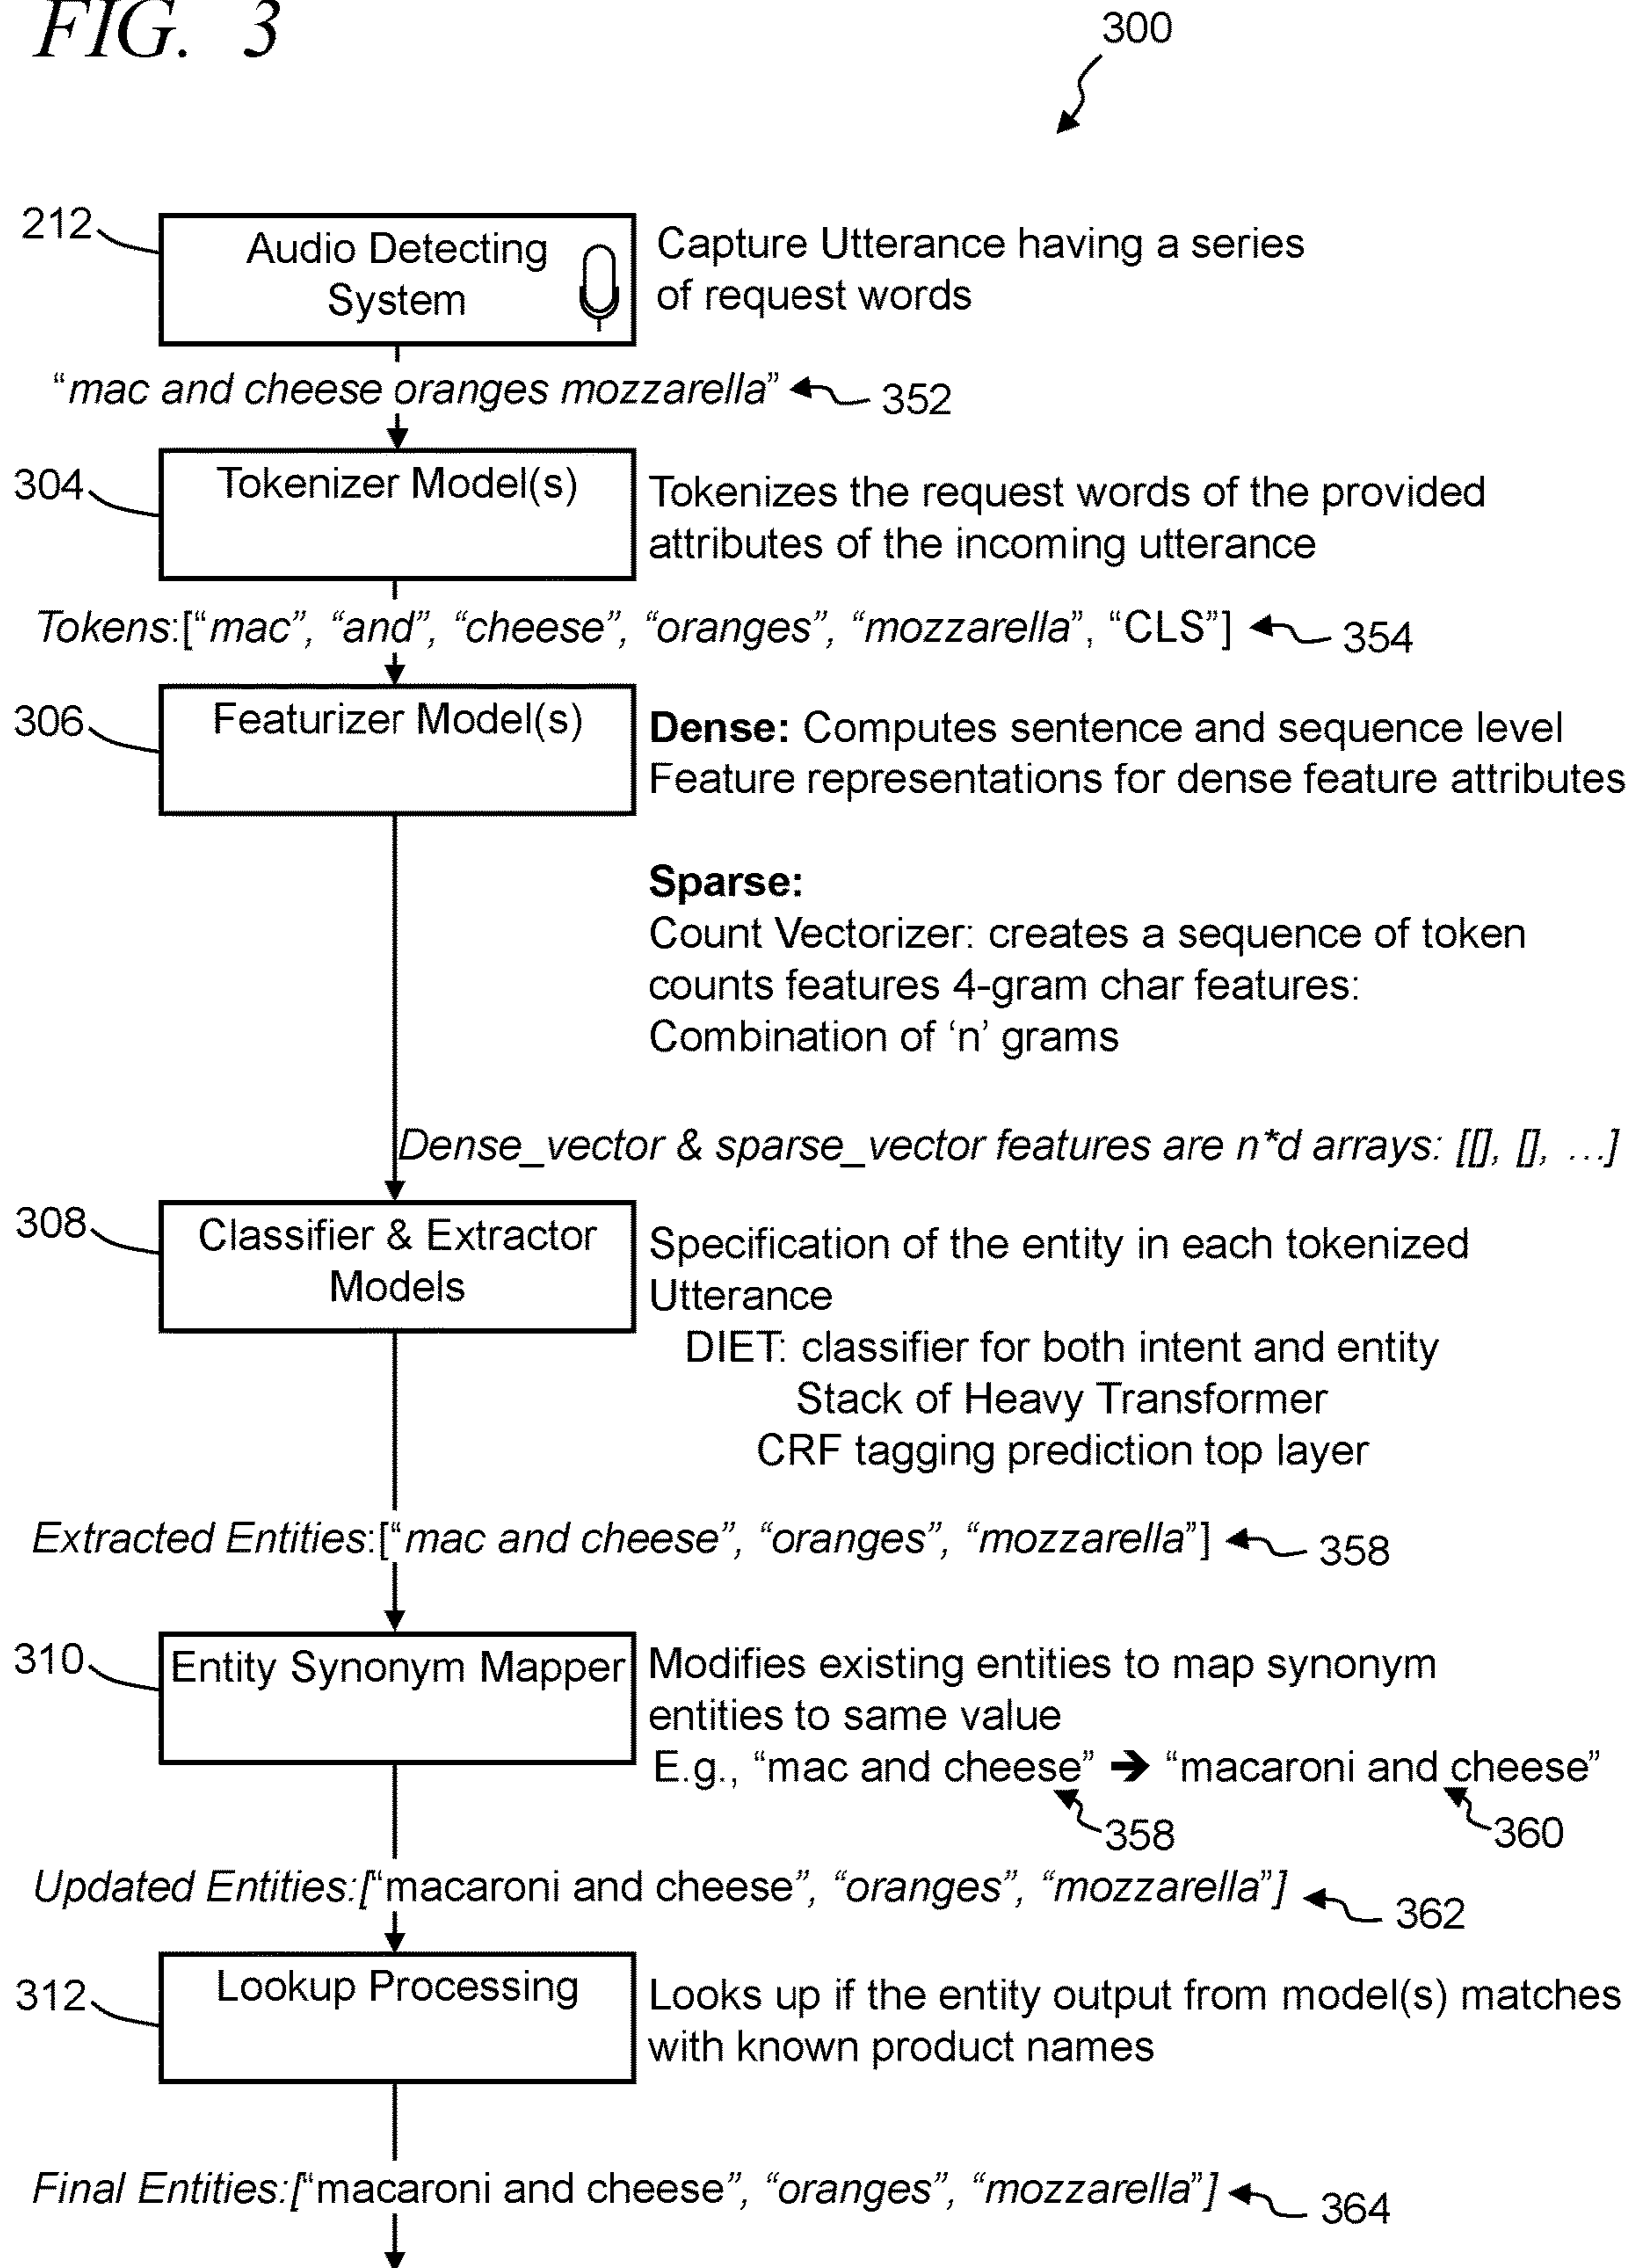 FIG. 3
300
212
Audio Detecting
System
Capture Utterance having a series
of request words
“mac and cheese oranges mozzarella”
352
304
Tokenizer Model(s)
Tokenizes the request words of the provided
attributes of the incoming utterance
Tokens:[“mac”, “and”, “cheese”, “oranges”, “mozzarella”, “CLS”]
354
306
Featurizer Model(s)
Dense: Computes sentence and sequence level
Feature representations for dense feature attributes
Sparse:
Count Vectorizer: creates a sequence of token
counts features 4-gram char features:
Combination of ‘n’ grams
Dense_vector & sparse_vector features are n*d arrays: [[], [], ...]
308
Classifier & Extractor
Models
Specification of the entity in each tokenized
Utterance
DIET: classifier for both intent and entity
Stack of Heavy Transformer
CRF tagging prediction top layer
Extracted Entities:[“mac and cheese”, “oranges”, “mozzarella”]
358
310
Entity Synonym Mapper
Modifies existing entities to map synonym
entities to same value
E.g., “mac and cheese” ➔ “macaroni and cheese”
358
360
Updated Entities:[“macaroni and cheese”, “oranges”, “mozzarella”]
362
312
Lookup Processing
Looks up if the entity output from model(s) matches
with known product names
Final Entities:[“macaroni and cheese”, “oranges”, “mozzarella”]
364